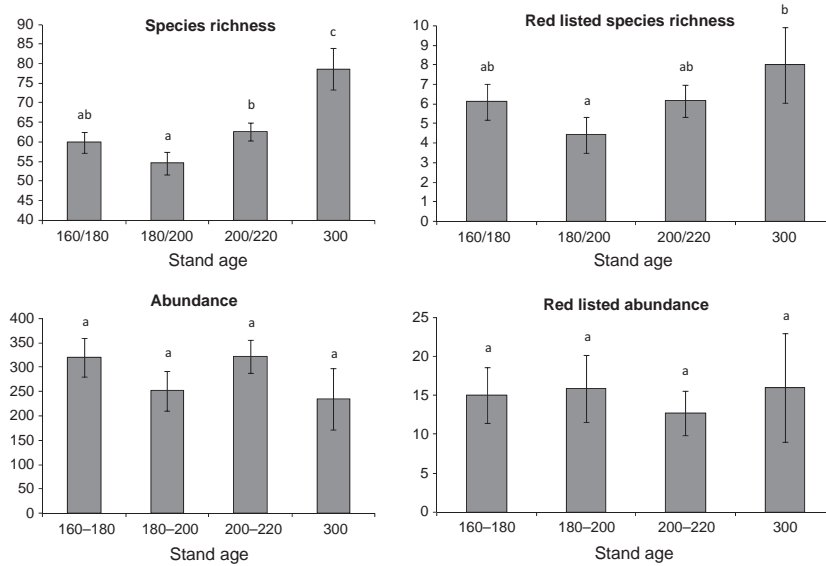 Species richness
90
85
80
75
70
65
60
55
50
45
40
ab
a
b
c
160/180 180/200 200/220 300
Stand age
Red listed species richness
10
9
8
7
6
5
4
3
2
1
0
ab
a
ab
b
160/180 180/200 200/220 300
Stand age
Abundance
400
350
300
250
200
150
100
50
0
a
a
a
a
160–180 180–200 200–220 300
Stand age
Red listed abundance
25
20
15
10
5
0
a
a
a
a
160–180 180–200 200–220 300
Stand age